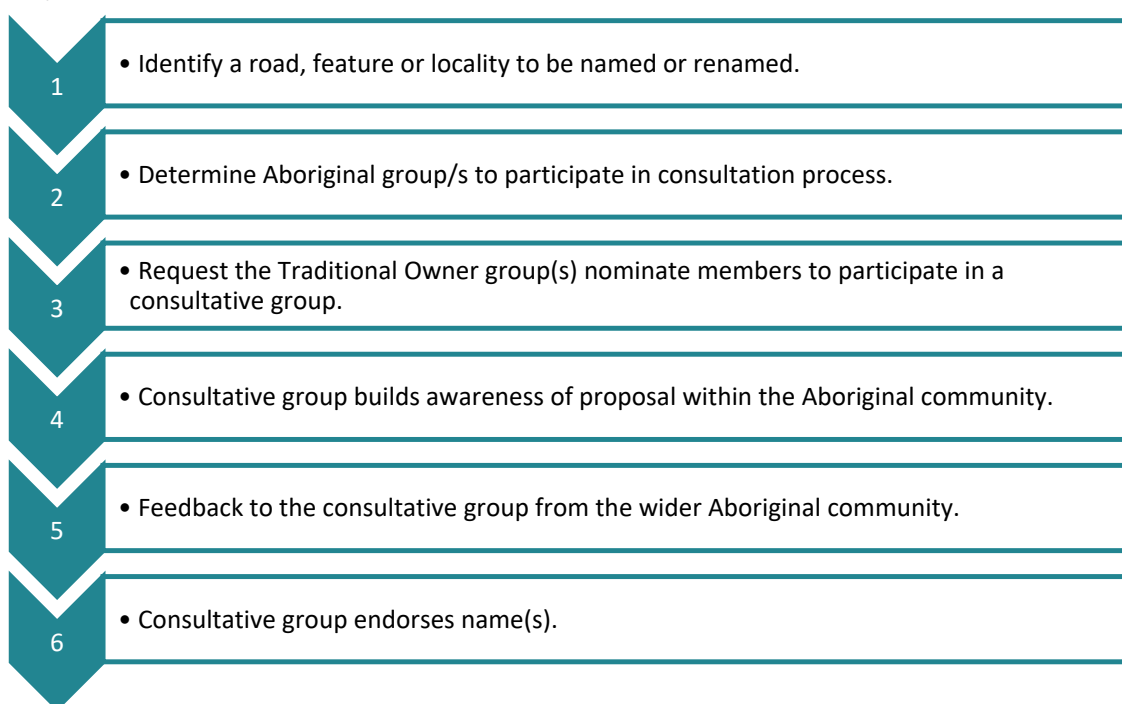 1
• Identify a road, feature or locality to be named or renamed.
2
• Determine Aboriginal group/s to participate in consultation process.
3
• Request the Traditional Owner group(s) nominate members to participate in a
consultative group.
4
• Consultative group builds awareness of proposal within the Aboriginal community.
5
• Feedback to the consultative group from the wider Aboriginal community.
6
• Consultative group endorses name(s).